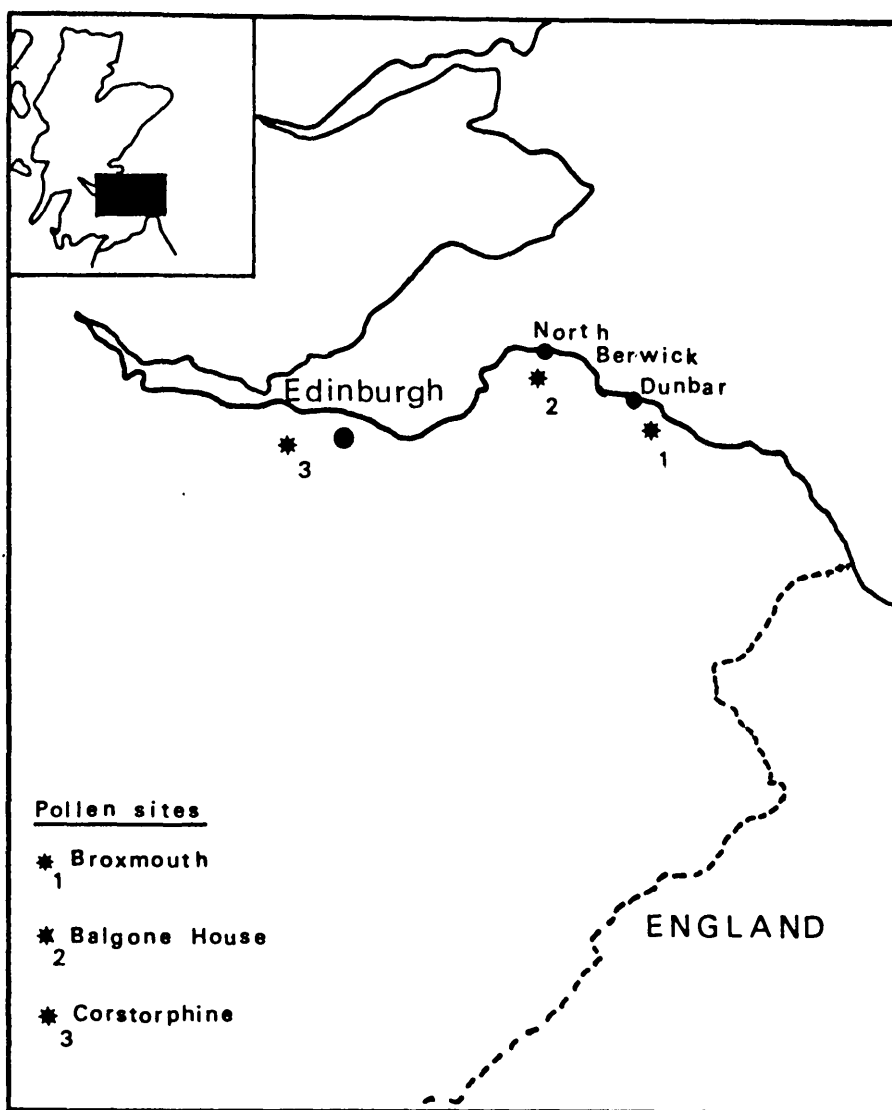 North
Berwick
Edinburgh
Dunbar
2
1
3
Pollen sites
1 Broxmouth
ENGLAND
2 Balgone House
3 Corstorphine